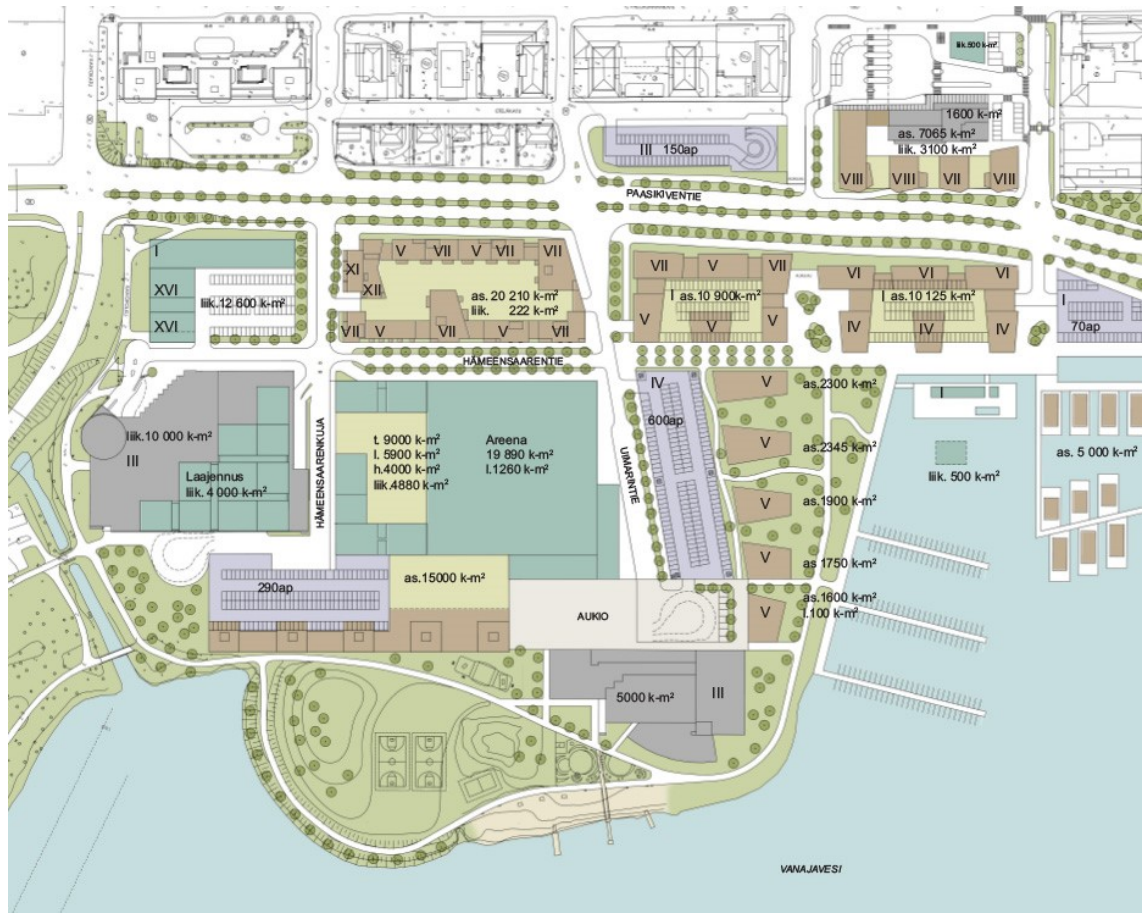 liik.500 k-m²
1600 k-m²
as. 7065 k-m²
liik. 3100 k-m²
III 150ap
VIII VIII VII VIII
PAASIKIVENTIE
I
XVI
XVI
liik.12 600 k-m²
XI
XII
VII
V VII V VII VII
as. 20 210 k-m²
liik. 222 k-m²
V VII V VII
VII V VII
I as.10 900k-m²
V V V
VI VI VI
I as.10 125 k-m²
IV IV IV
I
70ap
HÄMEENSAARENTIE
liik.10 000 k-m²
III
Laajennus
liik. 4 000 k-m²
HÄMEENSAARENKUJA
t. 9000 k-m²
l. 5900 k-m²
h.4000 k-m²
liik.4880 k-m²
Areena
19 890 k-m²
l.1260 k-m²
UIMARINTIE
IV
600ap
V
as.2300 k-m²
V
as.2345 k-m²
V
as.1900 k-m²
V
as 1750 k-m²
V
as.1600 k-m²
l.100 k-m²
I
liik. 500 k-m²
as. 5 000 k-m²
290ap
as.15000 k-m²
AUKIO
5000 k-m²
III
VANAJAVESI